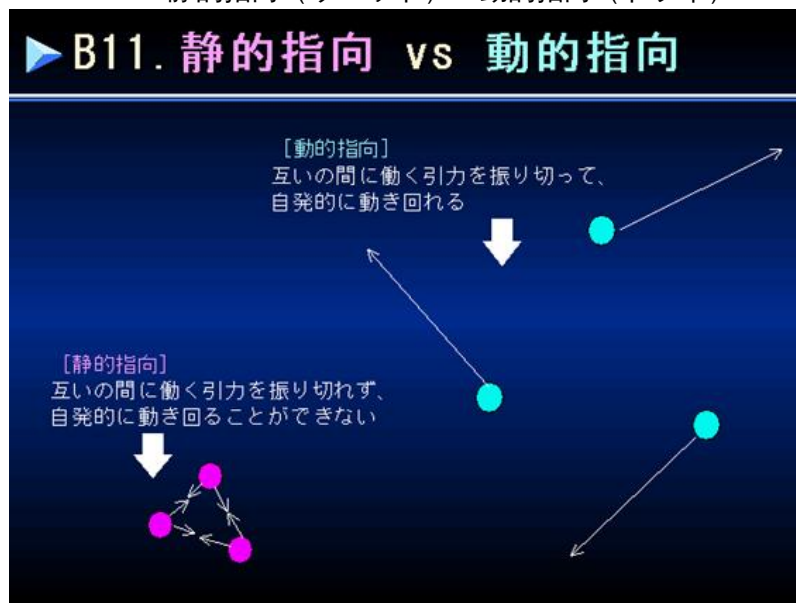 B11.静的指向 vs 動的指向
[動的指向]
互いの間に働く引力を振り切って、
自発的に動き回れる
[静的指向]
互いの間に働く引力を振り切れず、
自発的に動き回ることができない